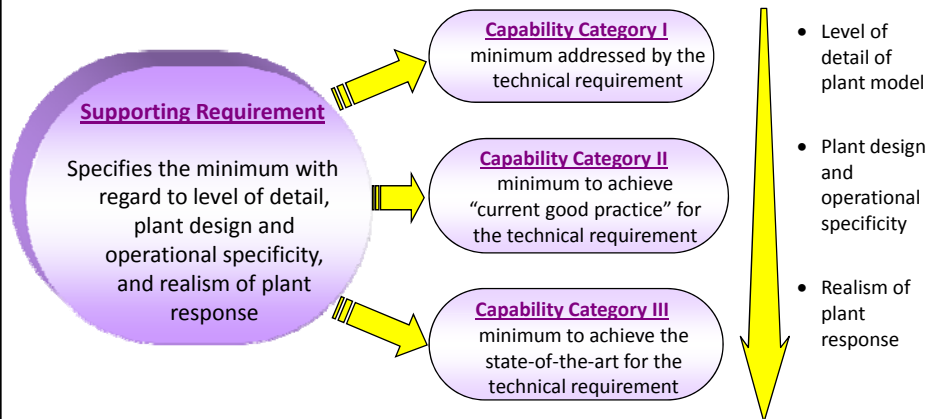 Supporting Requirement
Specifies the minimum with
regard to level of detail,
plant design and
operational specificity,
and realism of plant
response
Capability Category I
minimum addressed by the
technical requirement
Capability Category II
minimum to achieve
“current good practice” for
the technical requirement
Capability Category III
minimum to achieve the
state-of-the-art for the
technical requirement
• Level of
detail of
plant model
• Plant design
and
operational
specificity
• Realism of
plant
response